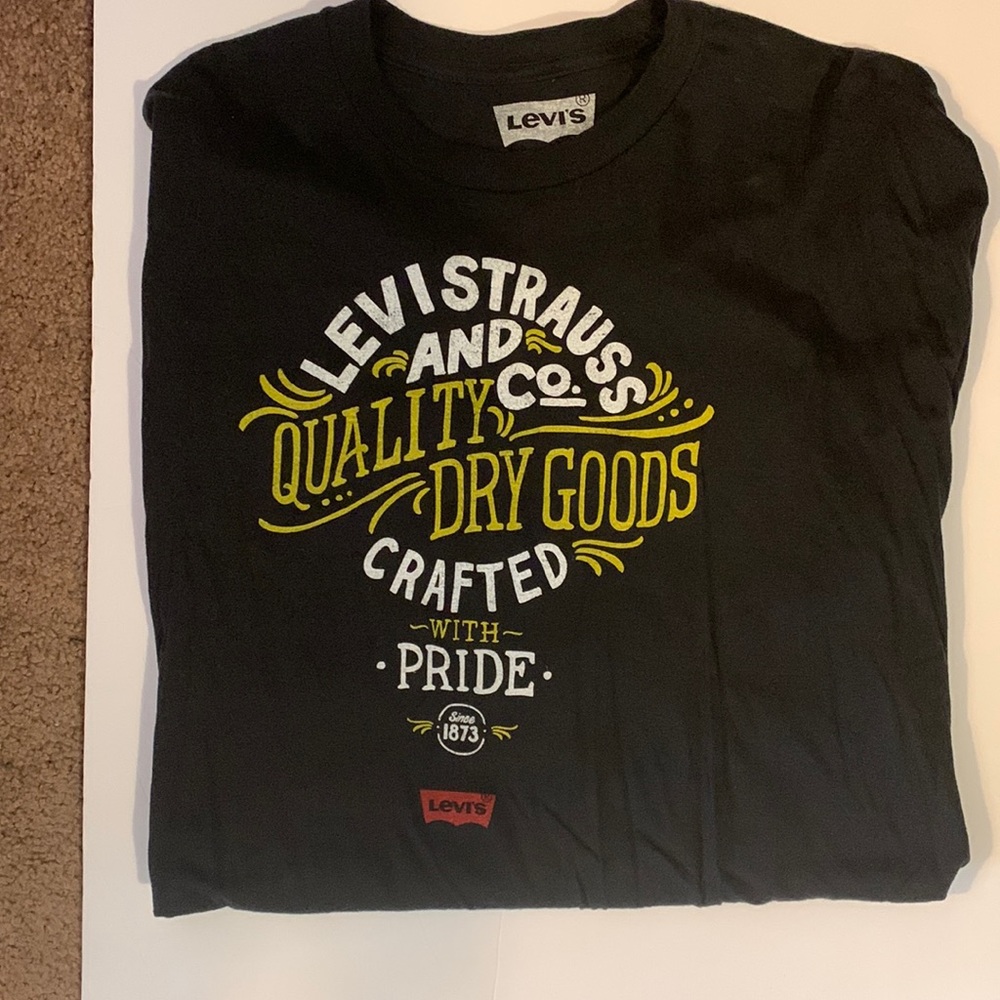 LEVI'S®
LEVI STRAUSS
AND
Co.
QUALITY
DRY GOODS
CRAFTED
~WITH~
·PRIDE·
Since
1873
LEVI'S®